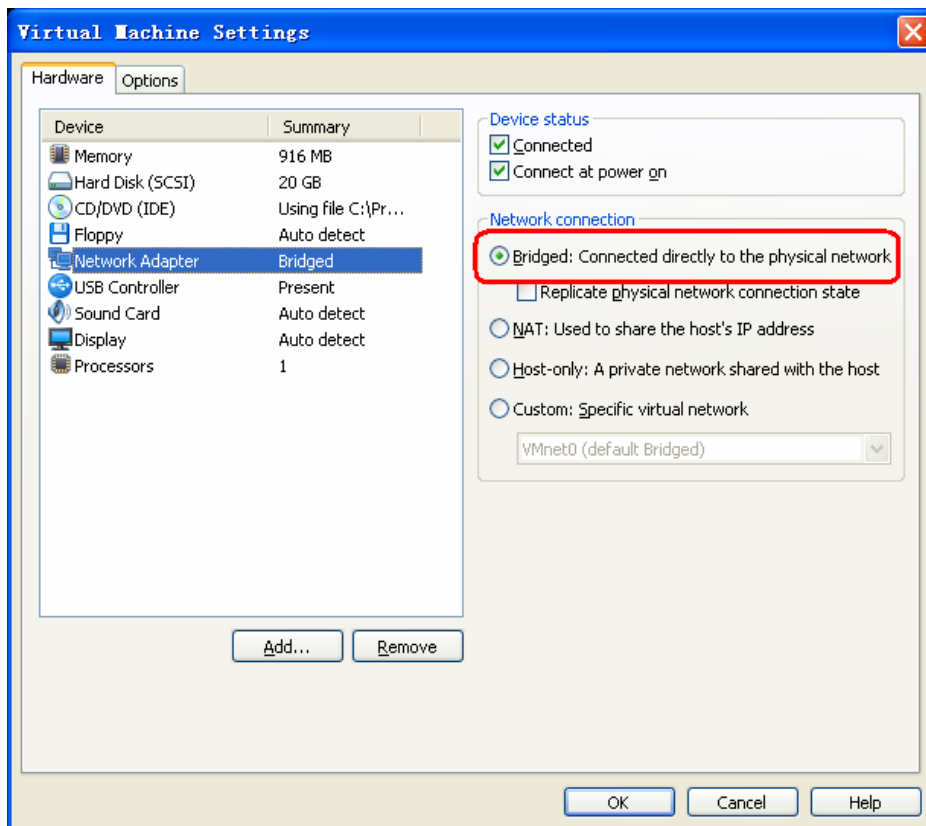 Virtual Machine Settings
Hardware
Options
Device Summary
Memory 916 MB
Hard Disk (SCSI) 20 GB
CD/DVD (IDE) Using file C:\Pr...
Floppy Auto detect
Network Adapter Bridged
USB Controller Present
Sound Card Auto detect
Display Auto detect
Processors 1
Add... Remove
Device status
Connected
Connect at power on
Network connection
Bridged: Connected directly to the physical network
Replicate physical network connection state
NAT: Used to share the host's IP address
Host-only: A private network shared with the host
Custom: Specific virtual network
VMnet0 (default Bridged)
OK Cancel Help